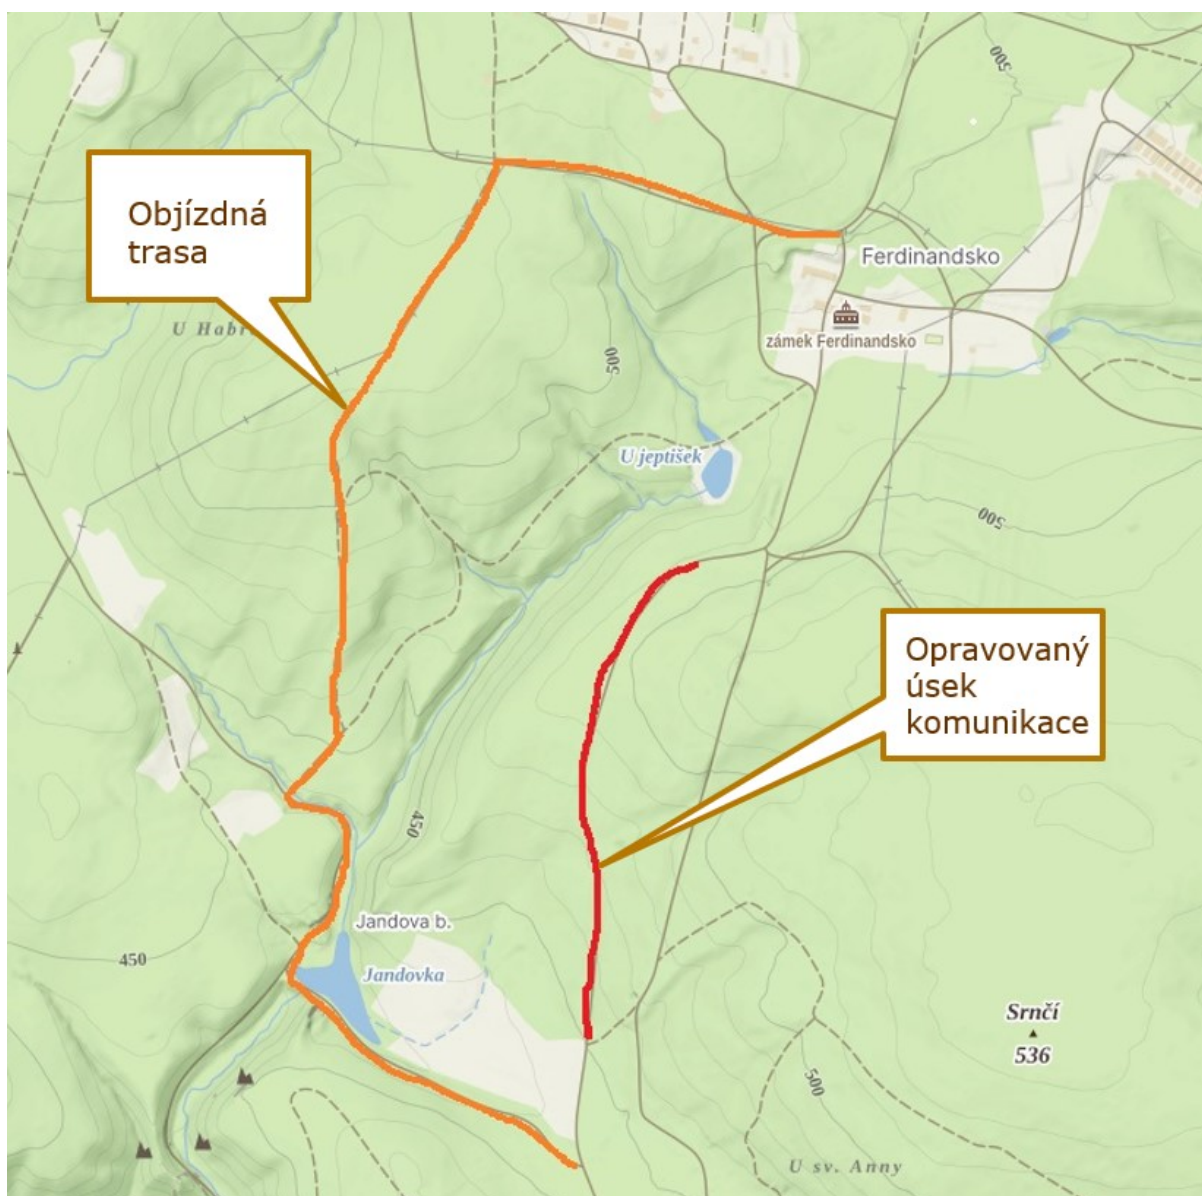 500
Objízdná
trasa
Ferdinandsko
U Habř
zámek Ferdinandsko
500
U jeptišek
500
Opravovaný
úsek
komunikace
450
Jandova b.
450
Jandovka
Srnčí
536
500
U sv. Anny